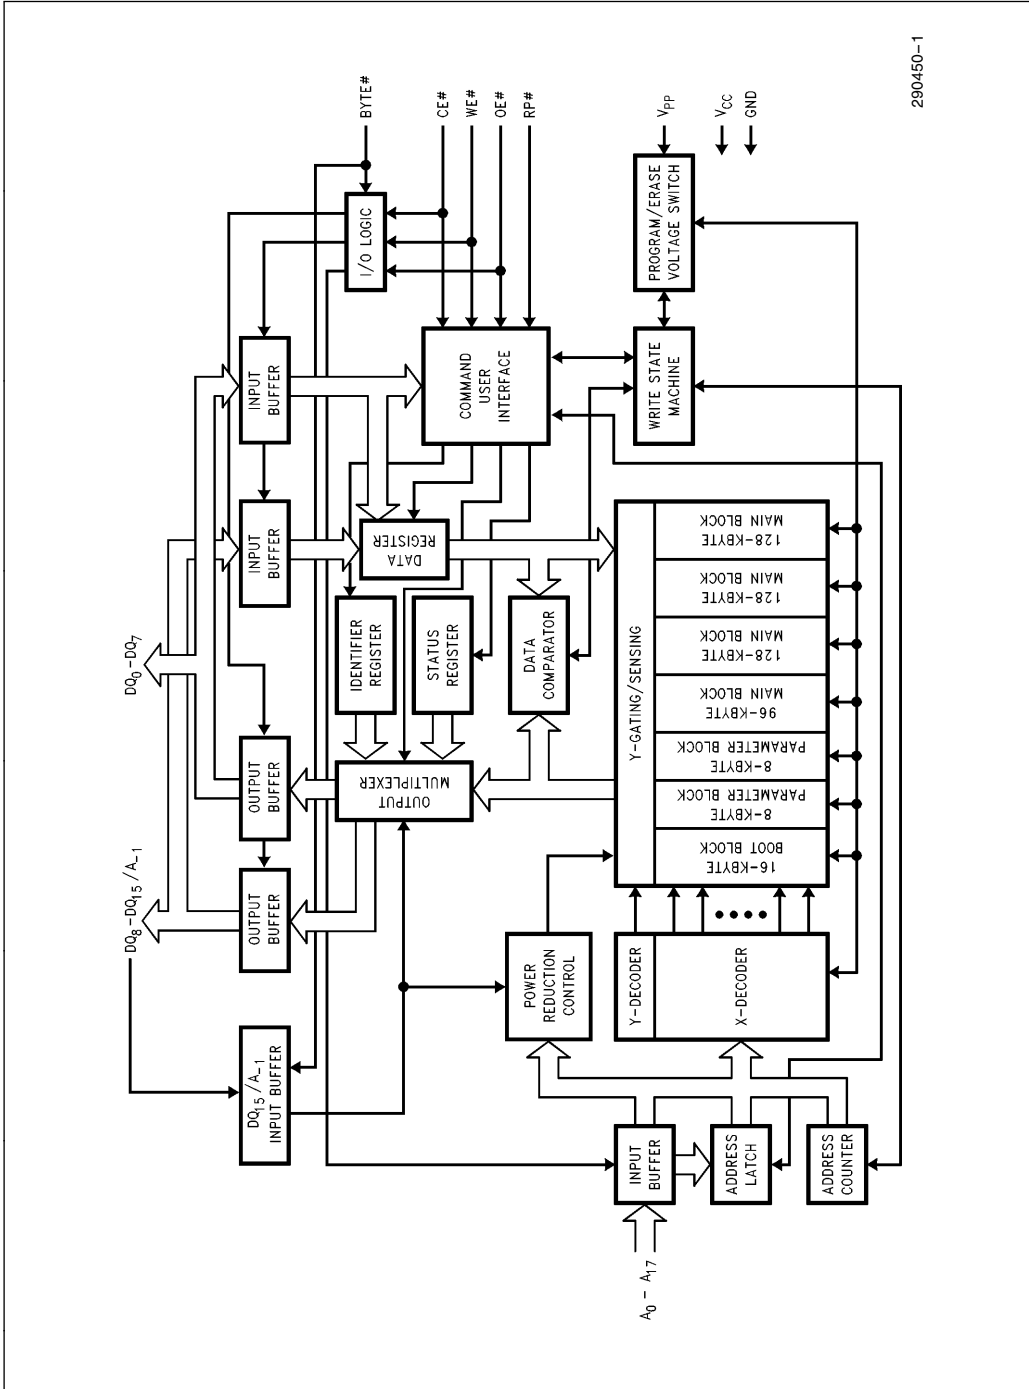 DQ8-DQ15/A-1
DQ0-DQ7
DQ15/A-1
INPUT BUFFER
OUTPUT
BUFFER
OUTPUT
BUFFER
INPUT
BUFFER
INPUT
BUFFER
I/O LOGIC
BYTE#
CE#
WE#
OE#
RP#
IDENTIFIER
REGISTER
STATUS
REGISTER
DATA
REGISTER
OUTPUT
MULTIPLEXER
DATA
COMPARATOR
COMMAND
USER
INTERFACE
POWER
REDUCTION
CONTROL
A0 - A17
INPUT
BUFFER
ADDRESS
LATCH
ADDRESS
COUNTER
Y-DECODER
X-DECODER
Y-GATING/SENSING
16-KBYTE
BOOT BLOCK
8-KBYTE
PARAMETER BLOCK
8-KBYTE
PARAMETER BLOCK
96-KBYTE
MAIN BLOCK
128-KBYTE
MAIN BLOCK
128-KBYTE
MAIN BLOCK
128-KBYTE
MAIN BLOCK
WRITE STATE
MACHINE
PROGRAM/ERASE
VOLTAGE SWITCH
VPP
VCC
GND
290450-1